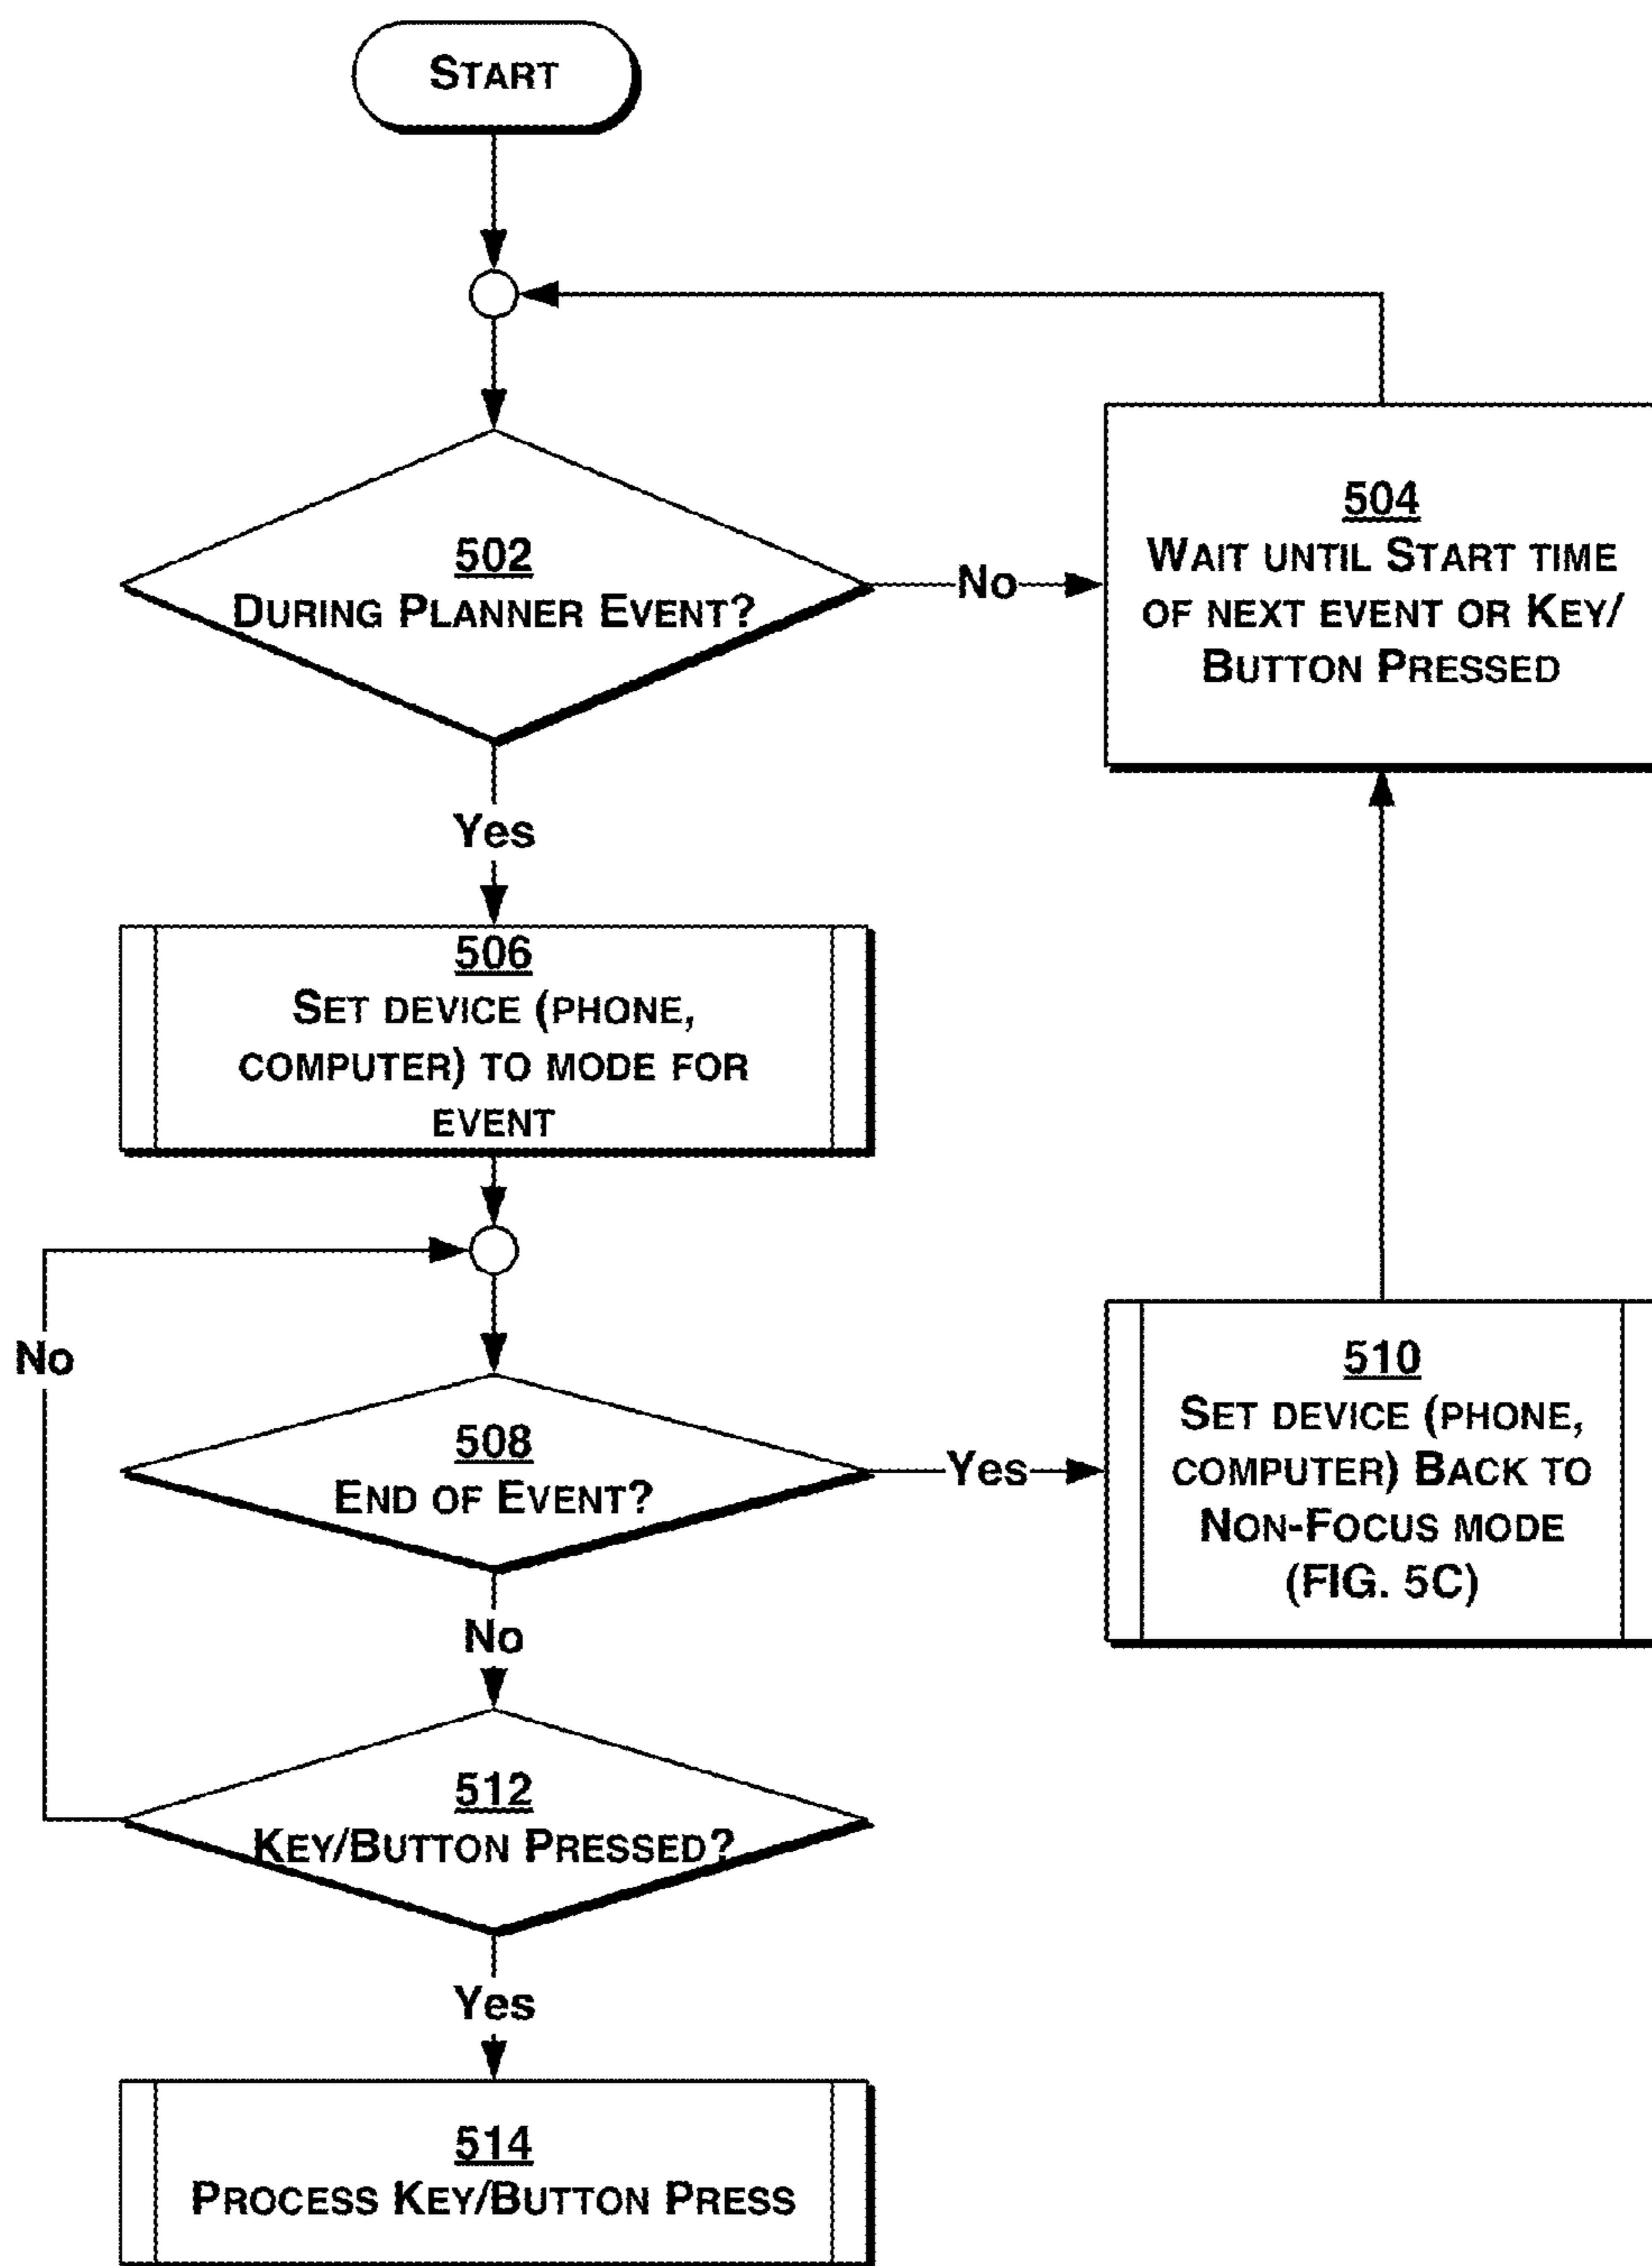 START
502
DURING PLANNER EVENT?
No
504
WAIT UNTIL START TIME
OF NEXT EVENT OR KEY/
BUTTON PRESSED
Yes
506
SET DEVICE (PHONE,
COMPUTER) TO MODE FOR
EVENT
No
508
END OF EVENT?
Yes
510
SET DEVICE (PHONE,
COMPUTER) BACK TO
NON-FOCUS MODE
(FIG. 5C)
No
512
KEY/BUTTON PRESSED?
Yes
514
PROCESS KEY/BUTTON PRESS